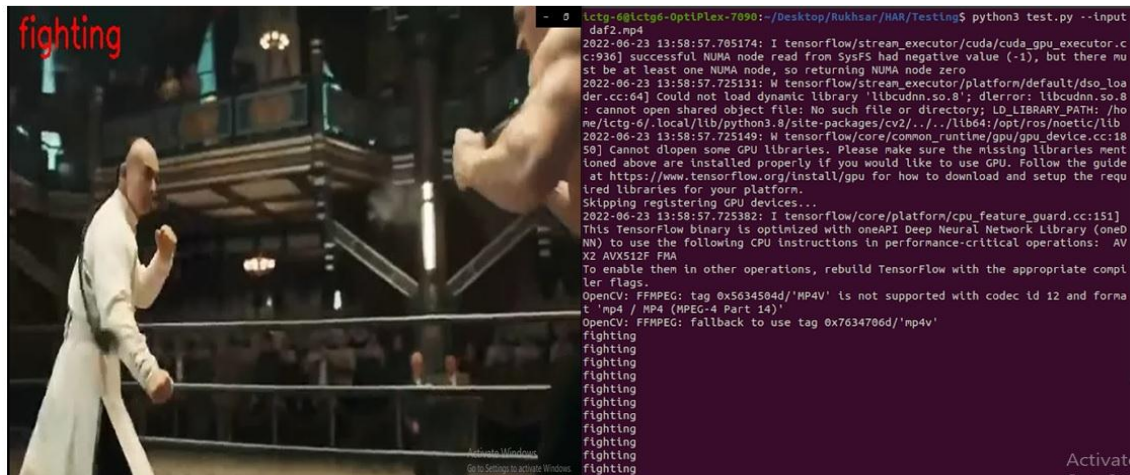 fighting
ictg-6@ictg6-OptiPlex-7090:~/Desktop/Rukhsar/HAR/Testing$ python3 test.py --input
daf2.mp4
2022-06-23 13:58:57.705174: I tensorflow/stream_executor/cuda/cuda_gpu_executor.c
c:936] successful NUMA node read from SysFS had negative value (-1), but there mu
st be at least one NUMA node, so returning NUMA node zero
2022-06-23 13:58:57.725131: W tensorflow/stream_executor/platform/default/dso_loa
der.cc:64] Could not load dynamic library 'libcudnn.so.8'; dlerror: libcudnn.so.8
: cannot open shared object file: No such file or directory; LD_LIBRARY_PATH: /ho
me/ictg-6/.local/lib/python3.8/site-packages/cv2/../../lib64:/opt/ros/noetic/lib
2022-06-23 13:58:57.725149: W tensorflow/core/common_runtime/gpu/gpu_device.cc:18
50] Cannot dlopen some GPU libraries. Please make sure the missing libraries ment
ioned above are installed properly if you would like to use GPU. Follow the guide
at https://www.tensorflow.org/install/gpu for how to download and setup the requ
ired libraries for your platform.
Skipping registering GPU devices...
2022-06-23 13:58:57.725382: I tensorflow/core/platform/cpu_feature_guard.cc:151]
This TensorFlow binary is optimized with oneAPI Deep Neural Network Library (oneD
NN) to use the following CPU instructions in performance-critical operations:  AV
X2 AVX512F FMA
To enable them in other operations, rebuild TensorFlow with the appropriate compi
ler flags.
OpenCV: FFMPEG: tag 0x5634504d/'MP4V' is not supported with codec id 12 and forma
t 'mp4 / MP4 (MPEG-4 Part 14)'
OpenCV: FFMPEG: fallback to use tag 0x7634706d/'mp4v'
fighting
fighting
fighting
fighting
fighting
fighting
fighting
fighting
fighting
fighting
fighting
Activate Windows
Go to Settings to activate Windows.
Activate